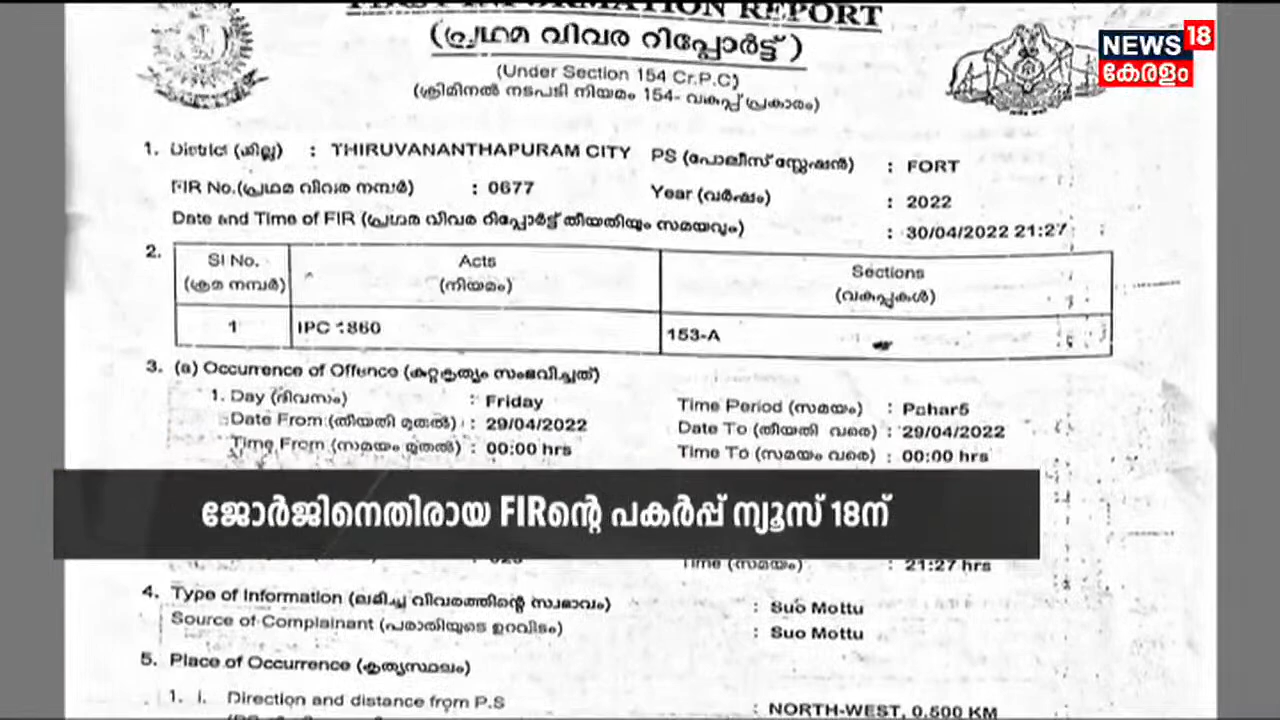 FIRST INFORMATION REPORT
(പ്രഥമ വിവര റിപ്പോർട്ട്)
(Under Section 154 Cr.P.C)
(ക്രിമിനൽ നടപടി നിയമം 154- വകുപ്പ് പ്രകാരം)
NEWS 18
കേരളം
1. District (ജില്ല) : THIRUVANANTHAPURAM CITY PS (പോലീസ് സ്റ്റേഷൻ) : FORT
FIR No.(പ്രഥമ വിവര നമ്പർ) : 0677 Year (വർഷം) : 2022
Date and Time of FIR (പ്രഥമ വിവര റിപ്പോർട്ട് തീയതിയും സമയവും) : 30/04/2022 21:27
2. Sl No. Acts Sections
(ക്രമ നമ്പർ) (നിയമം) (വകുപ്പുകൾ)
1 IPC 1860 153-A
3. (a) Occurrence of Offence (കുറ്റകൃത്യം സംഭവിച്ചത്)
1. Day (ദിവസം) : Friday Time Period (സമയം) : Pahar5
Date From (തീയതി മുതൽ) : 29/04/2022 Date To (തീയതി വരെ) : 29/04/2022
Time From (സമയം മുതൽ) : 00:00 hrs Time To (സമയം വരെ) : 00:00 hrs
ജോർജിനെതിരായ FIRന്റെ പകർപ്പ് ന്യൂസ് 18ന്
Time (സമയം) : 21:27 hrs
4. Type of Information (ലഭിച്ച വിവരത്തിന്റെ സ്വഭാവം) : Suo Mottu
Source of Complainant (പരാതിയുടെ ഉറവിടം) : Suo Mottu
5. Place of Occurrence (കൃത്യസ്ഥലം)
1. i. Direction and distance from P.S : NORTH-WEST, 0.500 KM